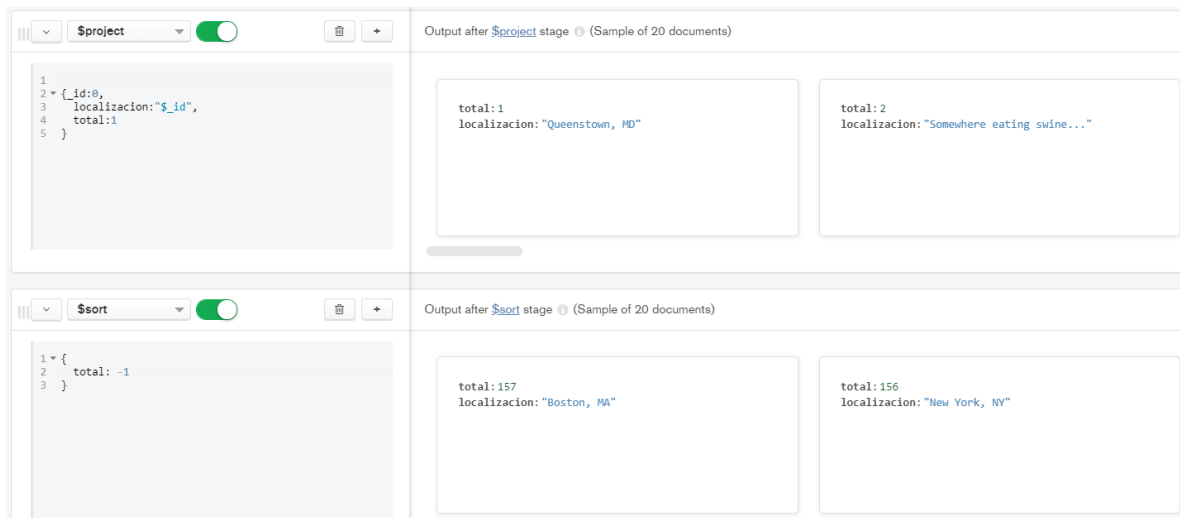 $project
Output after $project stage (Sample of 20 documents)
1
2 {_id:0,
3 localizacion:"$_id",
4 total:1
5 }
total:1
localizacion:"Queenstown, MD"
total:2
localizacion:"Somewhere eating swine..."
$sort
Output after $sort stage (Sample of 20 documents)
1 {
2 total: -1
3 }
total:157
localizacion:"Boston, MA"
total:156
localizacion:"New York, NY"